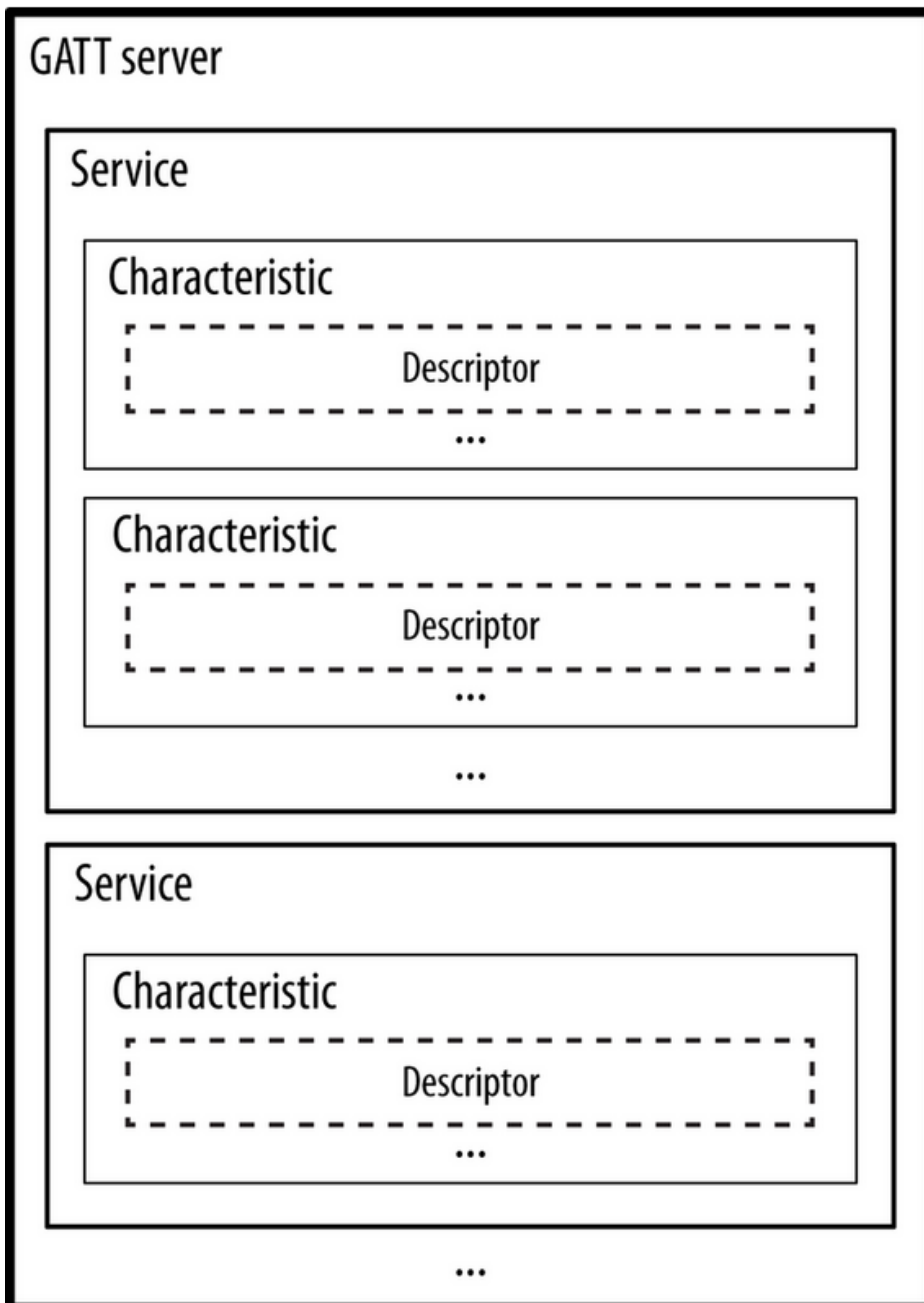 GATT server
Service
Characteristic
Descriptor
...
Characteristic
Descriptor
...
...
Service
Characteristic
Descriptor
...
...